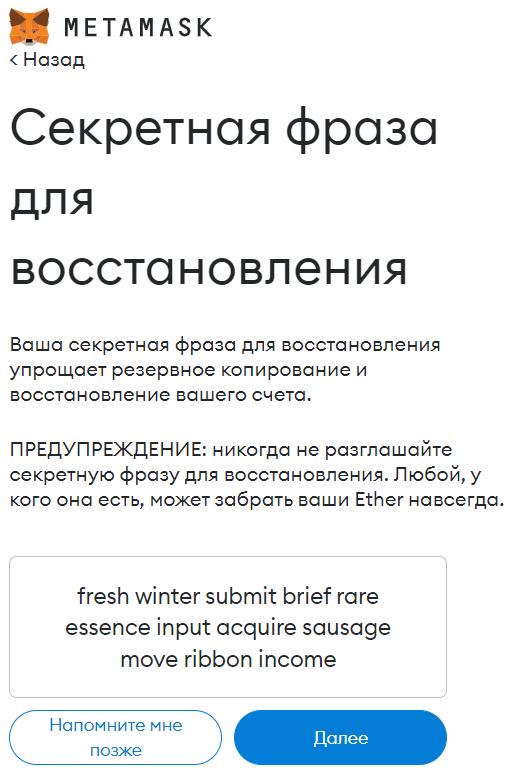 METAMASK
< Назад
Секретная фраза
для
восстановления
Ваша секретная фраза для восстановления
упрощает резервное копирование и
восстановление вашего счета.
ПРЕДУПРЕЖДЕНИЕ: никогда не разглашайте
секретную фразу для восстановления. Любой, у
кого она есть, может забрать ваши Ether навсегда.
fresh winter submit brief rare
essence input acquire sausage
move ribbon income
Напомните мне
позже
Далее